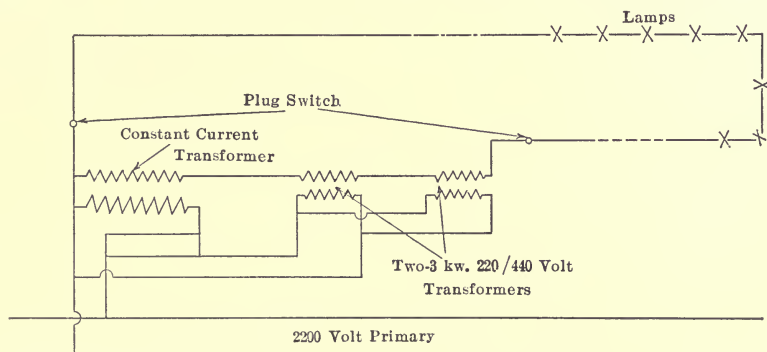 Lamps
Plug Switch
Constant Current
Transformer
Two-3 kw. 220/440 Volt
Transformers
2200 Volt Primary